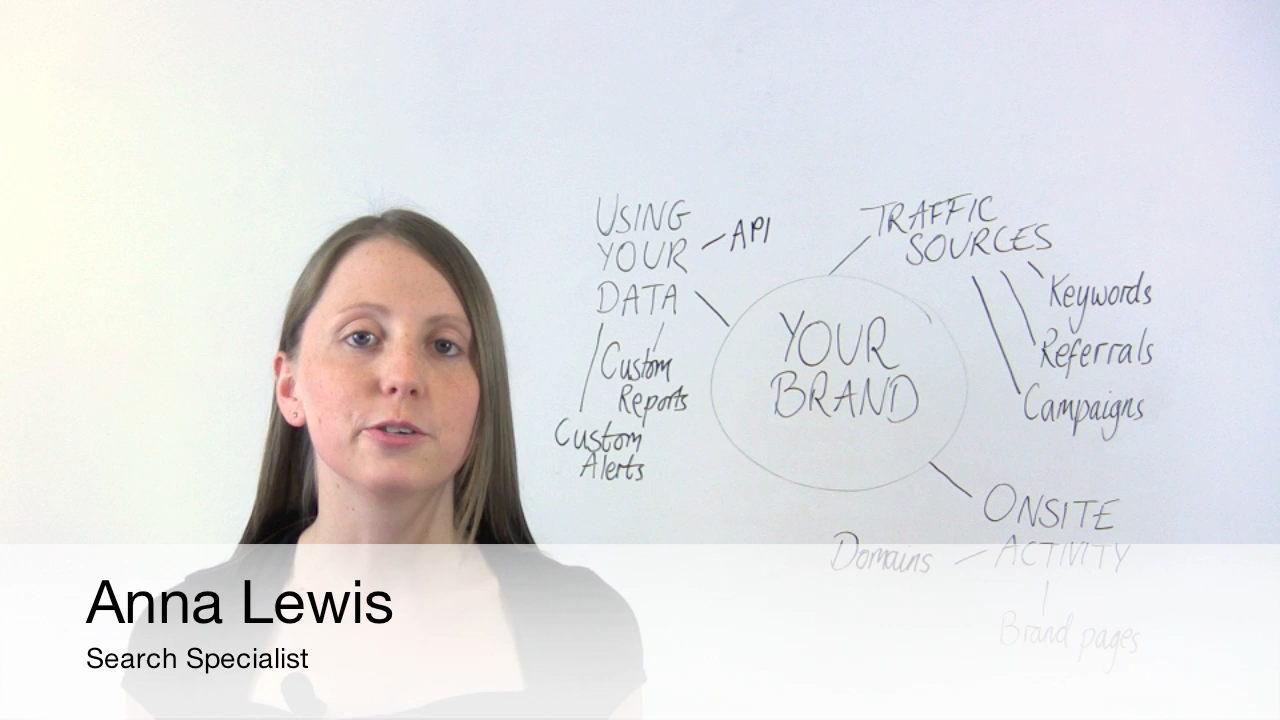 USING
YOUR
DATA
API
Custom
Reports
Custom
Alerts
YOUR
BRAND
TRAFFIC
SOURCES
Keywords
Referrals
Campaigns
ONSITE
ACTIVITY
Domains
Brand pages
Anna Lewis
Search Specialist